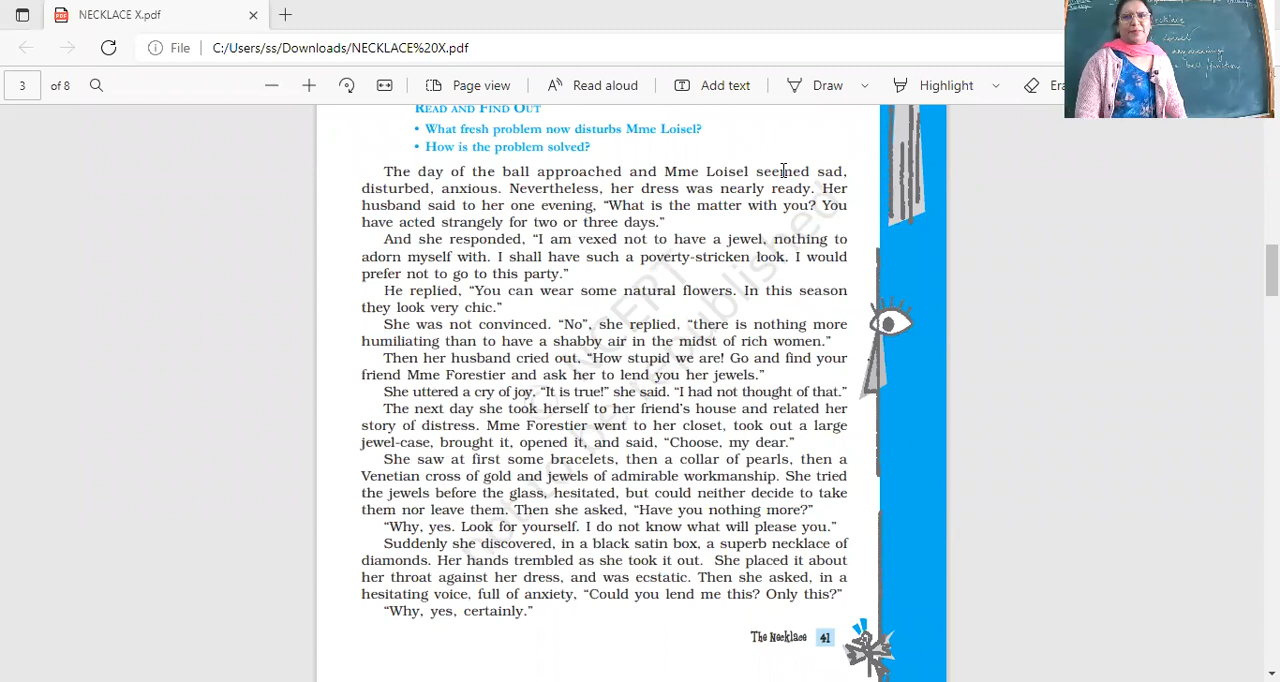 NECKLACE X.pdf
File
C:/Users/ss/Downloads/NECKLACE%20X.pdf
3 of 8
Page view
Read aloud
Add text
Draw
Highlight
Era
READ AND FIND OUT
• What fresh problem now disturbs Mme Loisel?
• How is the problem solved?
The day of the ball approached and Mme Loisel seemed sad,
disturbed, anxious. Nevertheless, her dress was nearly ready. Her
husband said to her one evening, “What is the matter with you? You
have acted strangely for two or three days.”
And she responded, “I am vexed not to have a jewel, nothing to
adorn myself with. I shall have such a poverty-stricken look. I would
prefer not to go to this party.”
He replied, “You can wear some natural flowers. In this season
they look very chic.”
She was not convinced. “No”, she replied, “there is nothing more
humiliating than to have a shabby air in the midst of rich women.”
Then her husband cried out, “How stupid we are! Go and find your
friend Mme Forestier and ask her to lend you her jewels.”
She uttered a cry of joy. “It is true!” she said. “I had not thought of that.”
The next day she took herself to her friend’s house and related her
story of distress. Mme Forestier went to her closet, took out a large
jewel-case, brought it, opened it, and said, “Choose, my dear.”
She saw at first some bracelets, then a collar of pearls, then a
Venetian cross of gold and jewels of admirable workmanship. She tried
the jewels before the glass, hesitated, but could neither decide to take
them nor leave them. Then she asked, “Have you nothing more?”
“Why, yes. Look for yourself. I do not know what will please you.”
Suddenly she discovered, in a black satin box, a superb necklace of
diamonds. Her hands trembled as she took it out. She placed it about
her throat against her dress, and was ecstatic. Then she asked, in a
hesitating voice, full of anxiety, “Could you lend me this? Only this?”
“Why, yes, certainly.”
The Necklace 41
© NCERT
not to be republished